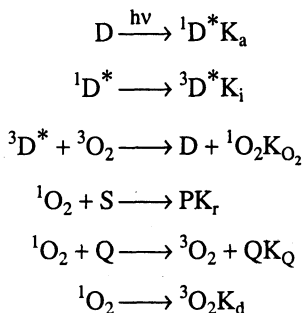 D —hν→ ¹D*Kₐ
¹D* ⟶ ³D*Kᵢ
³D* + ³O₂ ⟶ D + ¹O₂K_O₂
¹O₂ + S ⟶ PKᵣ
¹O₂ + Q ⟶ ³O₂ + QK_Q
¹O₂ ⟶ ³O₂K_d